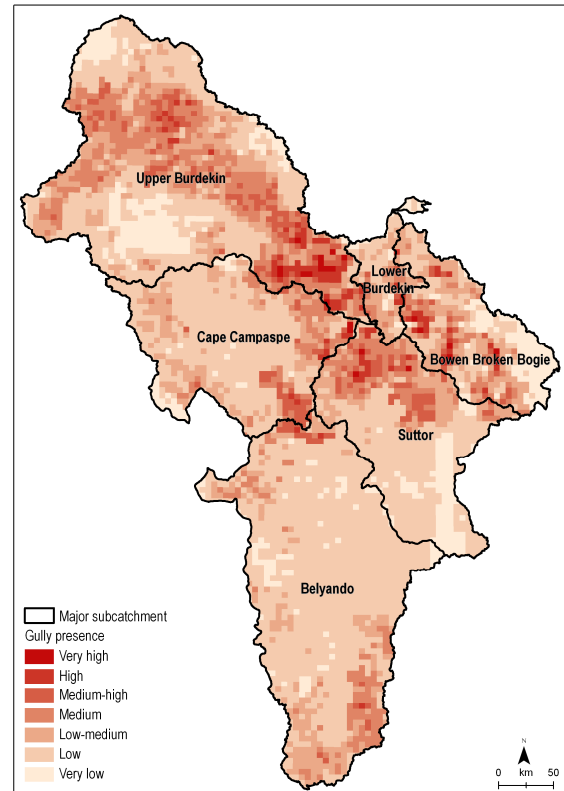 Upper Burdekin
Lower
Burdekin
Cape Campaspe
Bowen Broken Bogie
Suttor
Belyando
Major subcatchment
Gully presence
Very high
High
Medium-high
Medium
Low-medium
Low
Very low
N
0 km 50